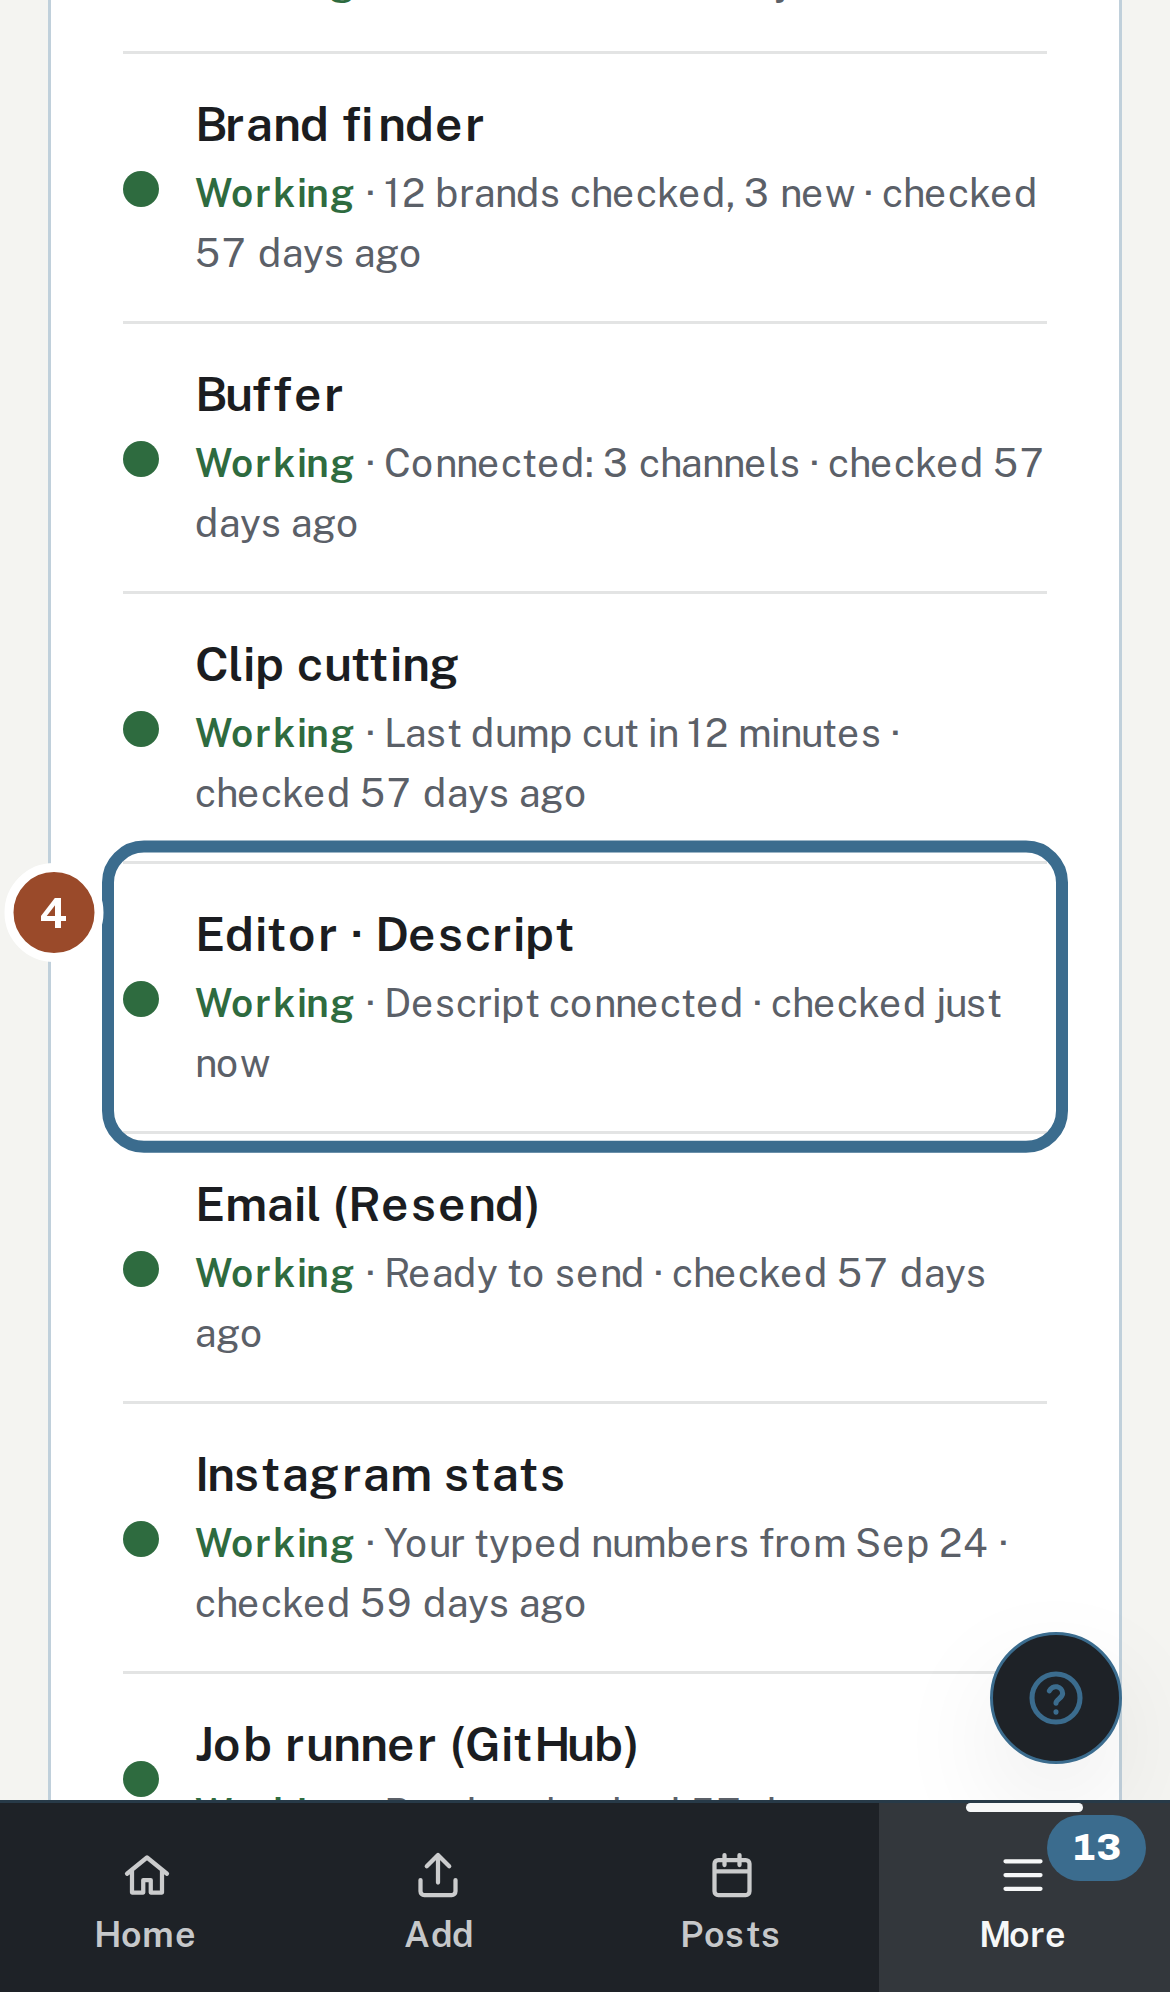 Brand finder
Working · 12 brands checked, 3 new · checked
57 days ago
Buffer
Working · Connected: 3 channels · checked 57
days ago
Clip cutting
Working · Last dump cut in 12 minutes ·
checked 57 days ago
4
Editor · Descript
Working · Descript connected · checked just
now
Email (Resend)
Working · Ready to send · checked 57 days
ago
Instagram stats
Working · Your typed numbers from Sep 24 ·
checked 59 days ago
Job runner (GitHub)
13
Home
Add
Posts
More